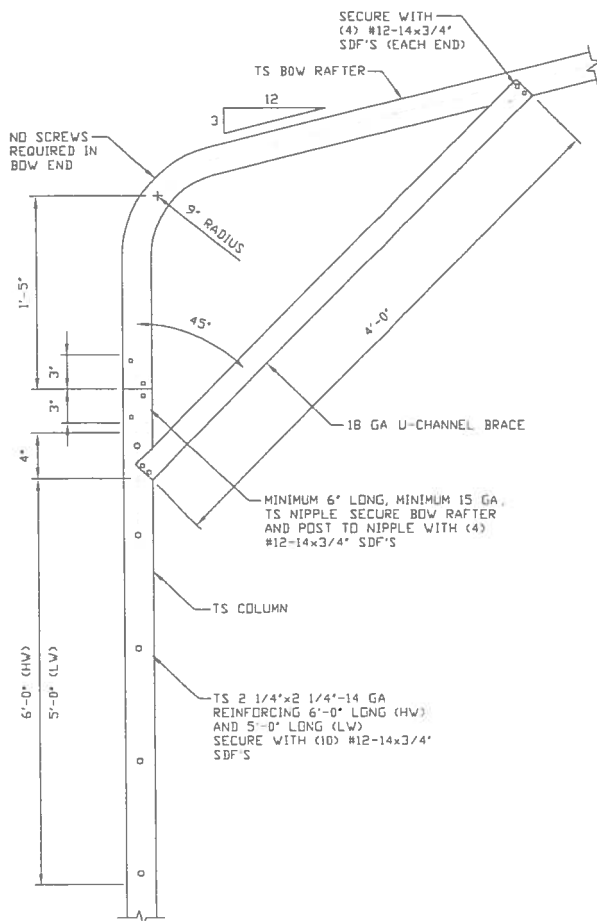 SECURE WITH
(4) #12-14x3/4"
SDF'S (EACH END)
TS BOW RAFTER
12
3
NO SCREWS
REQUIRED IN
BOW END
9" RADIUS
1'-5"
45°
4'-0"
3"
3"
18 GA U-CHANNEL BRACE
4"
MINIMUM 6" LONG, MINIMUM 15 GA.
TS NIPPLE SECURE BOW RAFTER
AND POST TO NIPPLE WITH (4)
#12-14x3/4" SDF'S
TS COLUMN
6'-0" (HW)
5'-0" (LW)
TS 2 1/4"x2 1/4"-14 GA
REINFORCING 6'-0" LONG (HW)
AND 5'-0" LONG (LW)
SECURE WITH (10) #12-14x3/4"
SDF'S